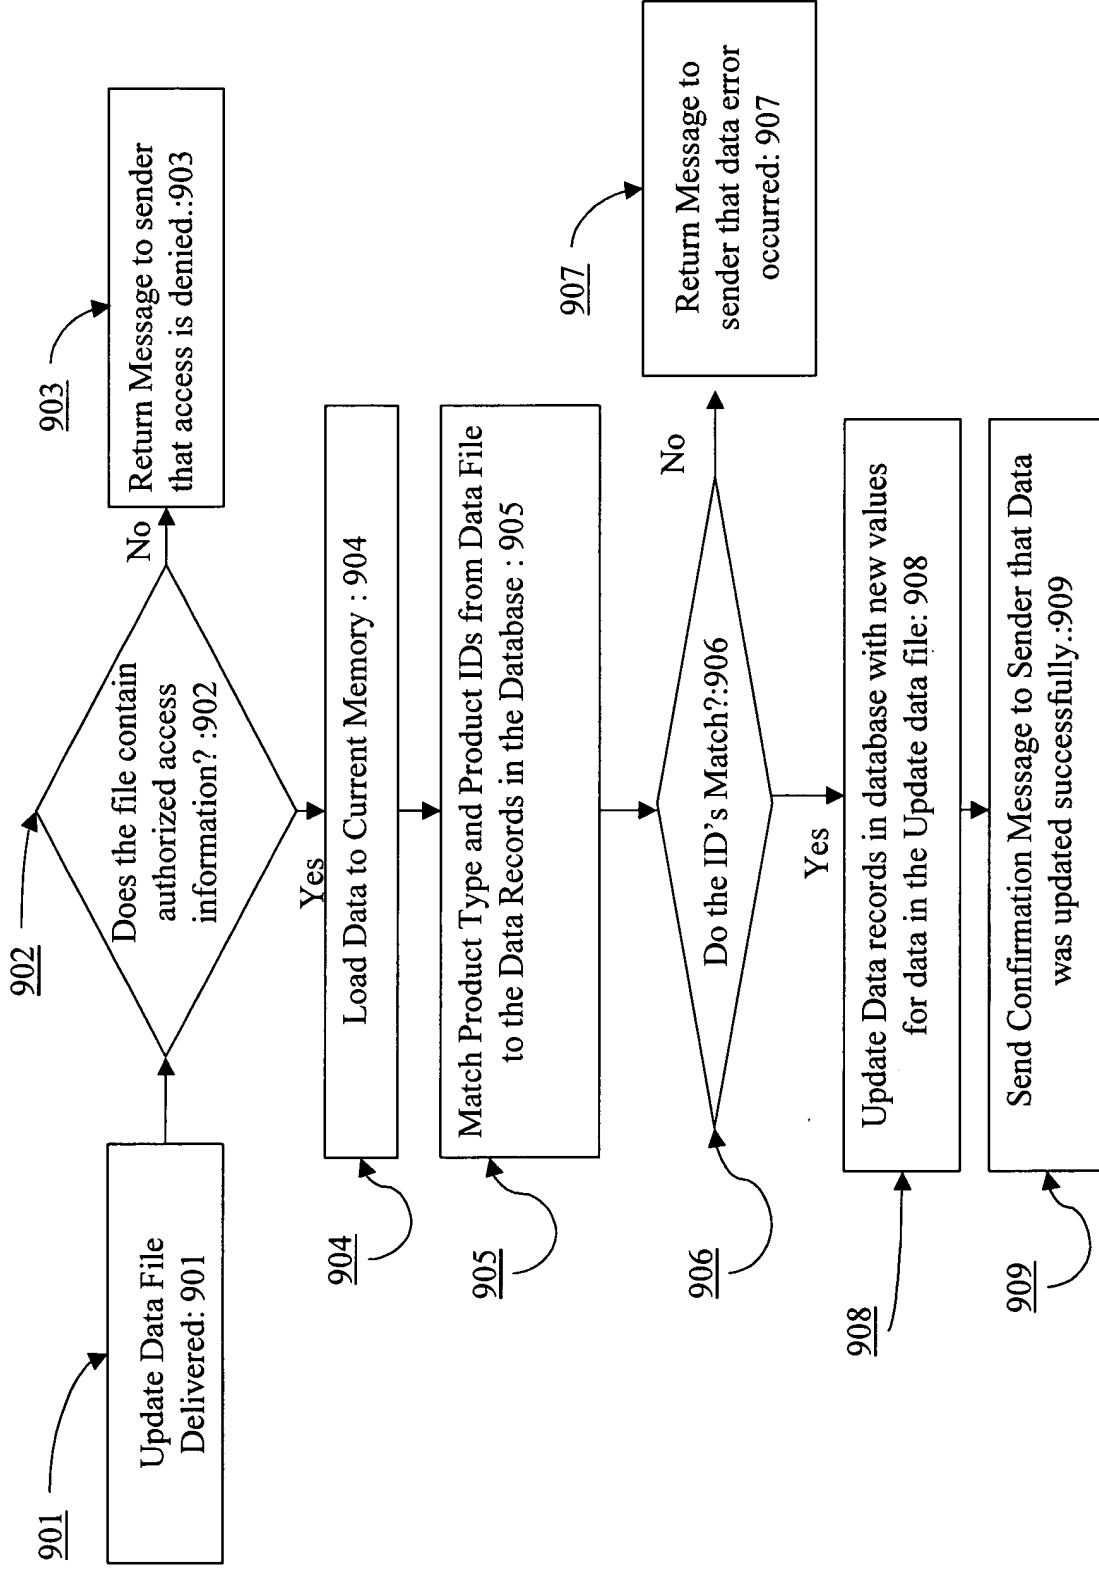 901
Update Data File
Delivered: 901
902
Does the file contain
authorized access
information? :902
No
903
Return Message to sender
that access is denied.:903
Yes
904
Load Data to Current Memory : 904
905
Match Product Type and Product IDs from Data File
to the Data Records in the Database : 905
906
Do the ID's Match?:906
No
907
Return Message to
sender that data error
occurred: 907
Yes
908
Update Data records in database with new values
for data in the Update data file: 908
909
Send Confirmation Message to Sender that Data
was updated successfully.:909